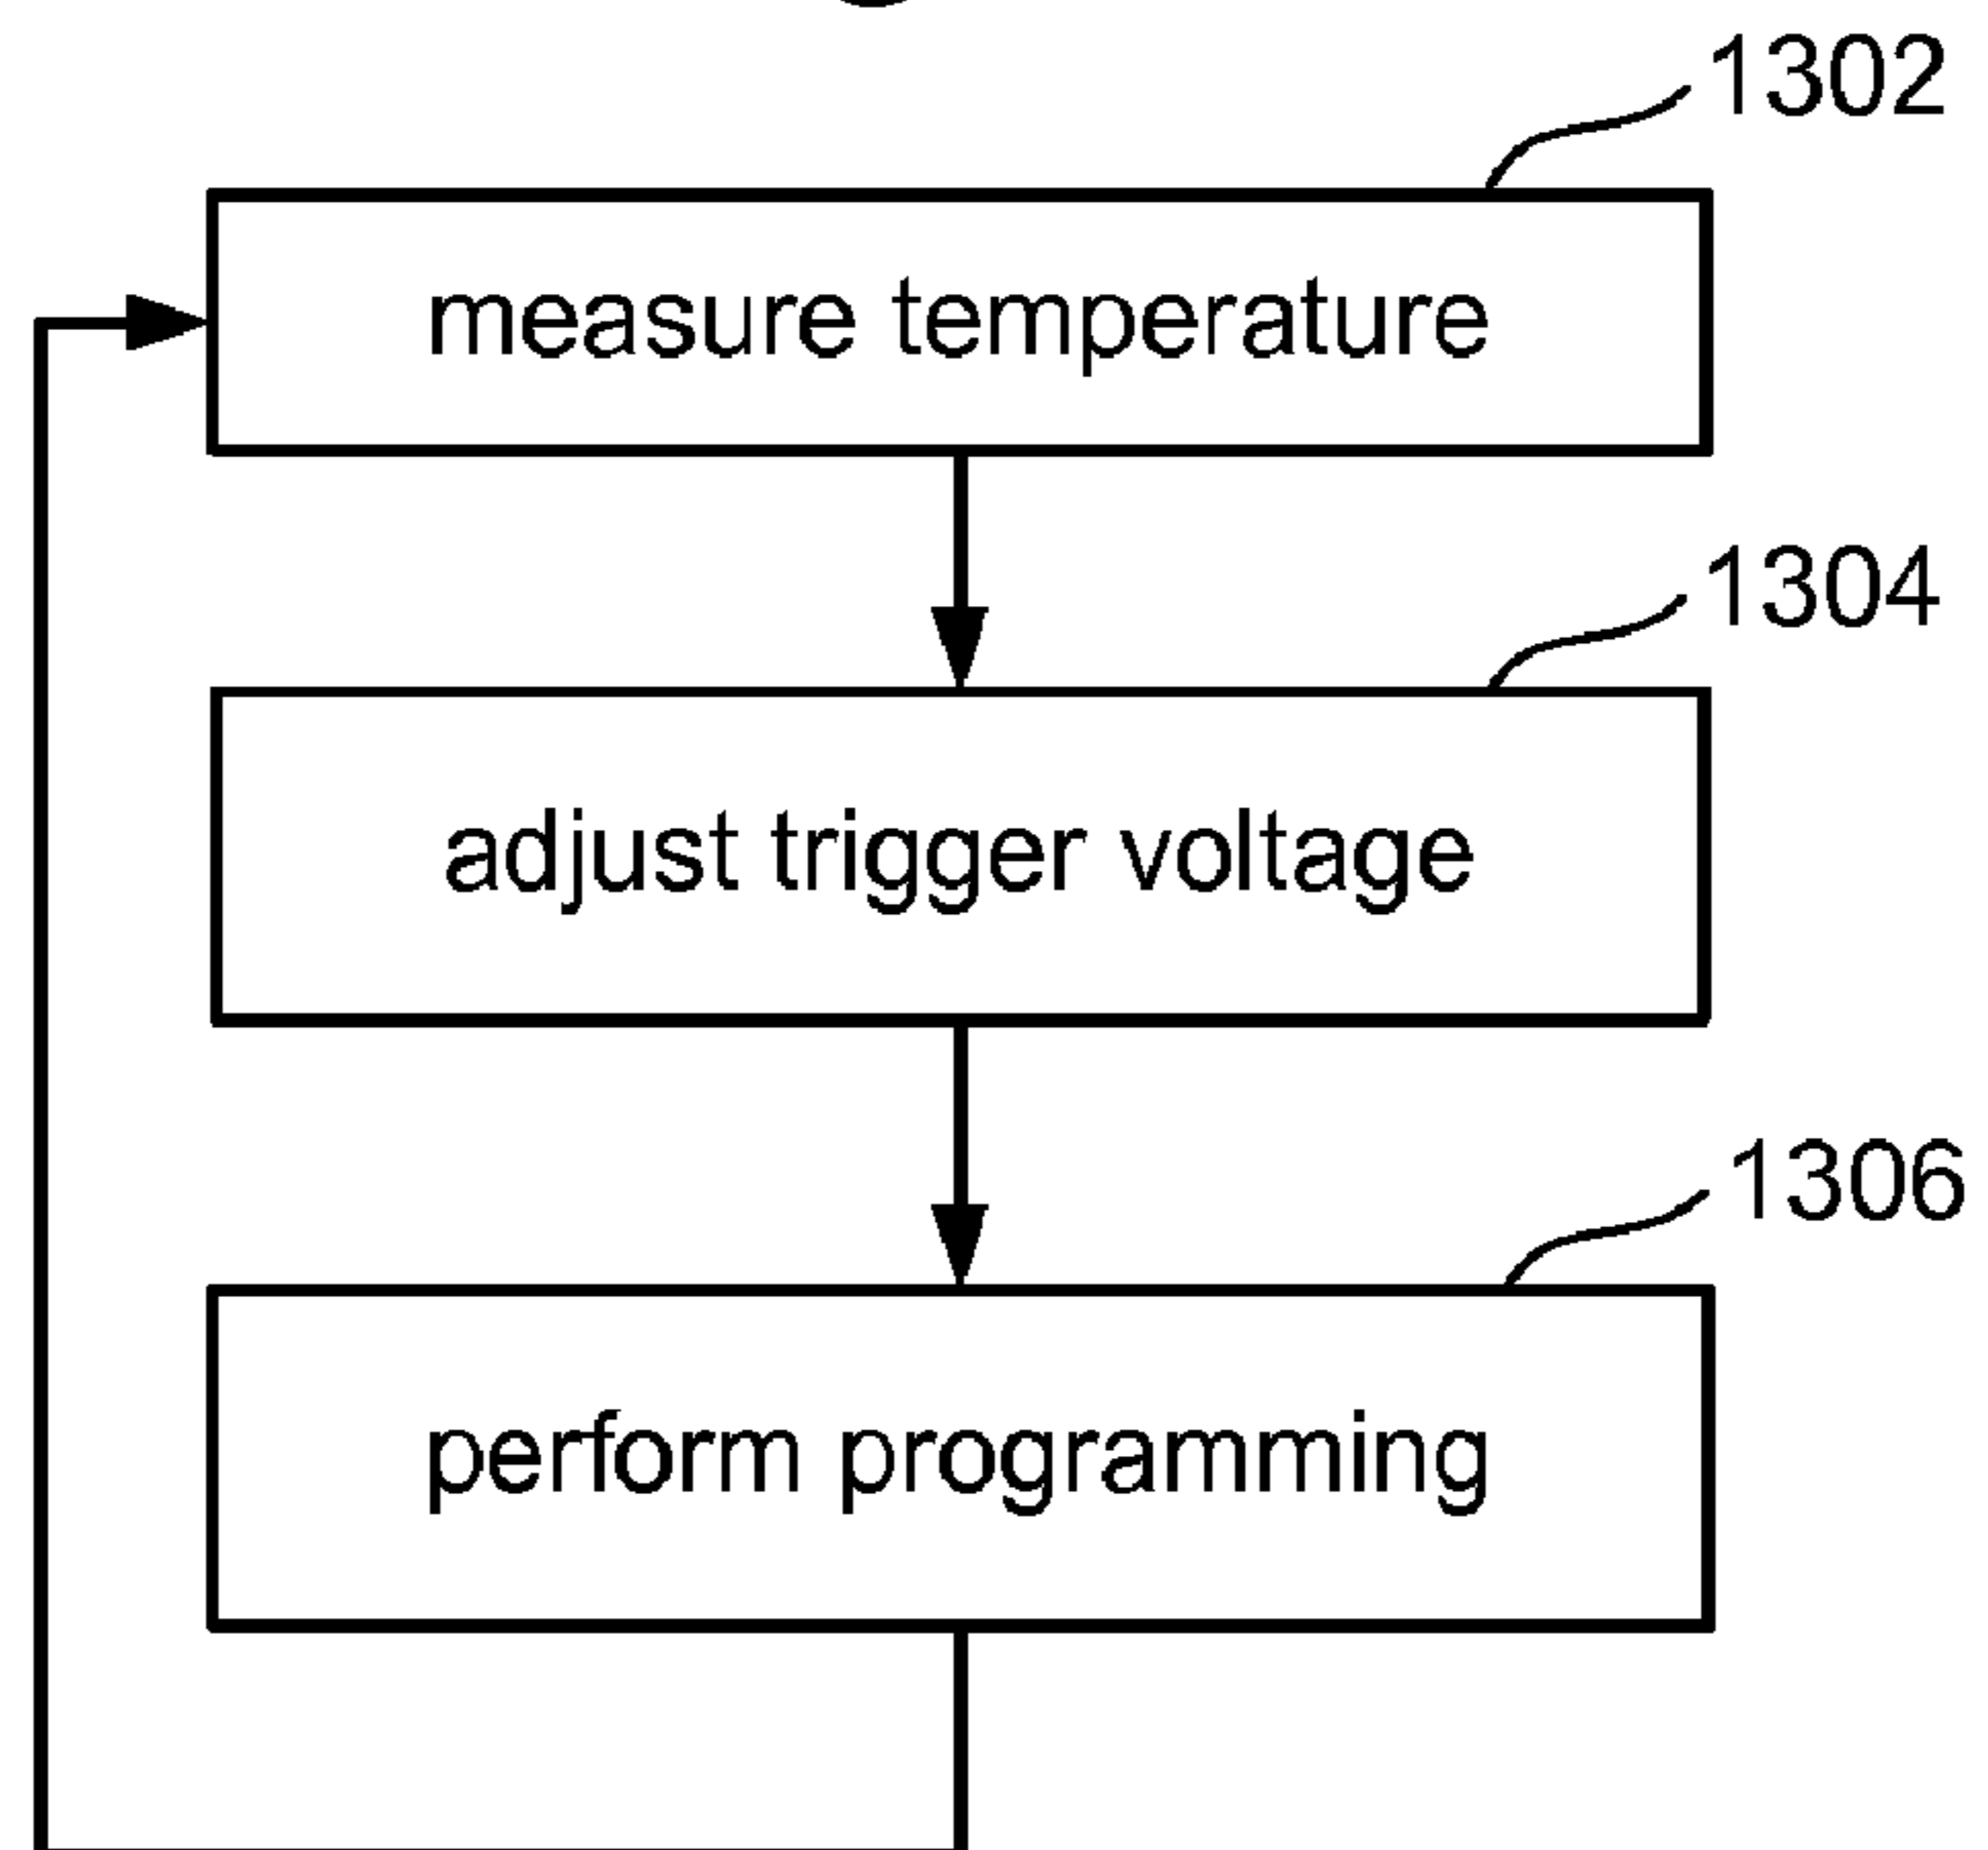 1302
measure temperature
1304
adjust trigger voltage
1306
perform programming